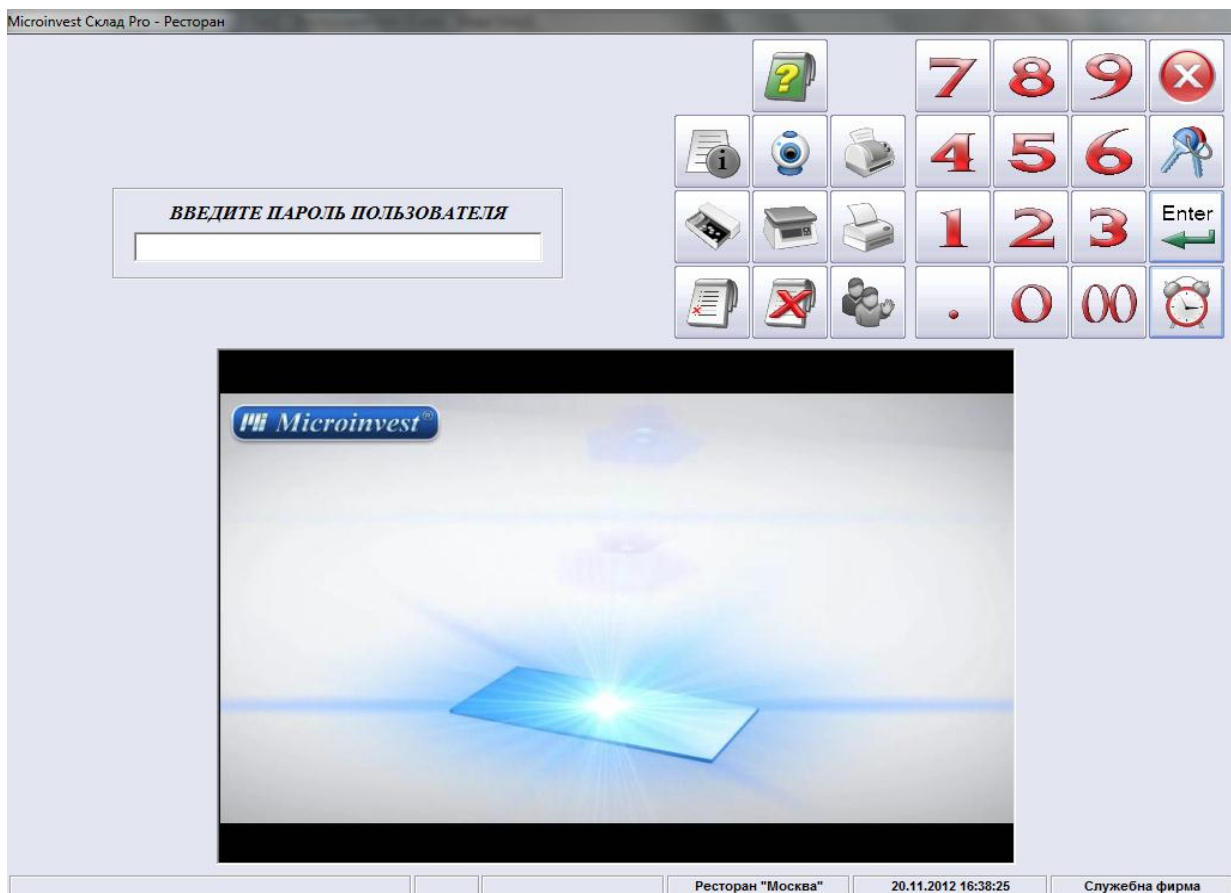 Microinvest Склад Pro - Ресторан
?
7 8 9
i
4 5 6
ВВЕДИТЕ ПАРОЛЬ ПОЛЬЗОВАТЕЛЯ
1 2 3 Enter
. 0 00
Microinvest®
Ресторан "Москва" 20.11.2012 16:38:25 Служебна фирма